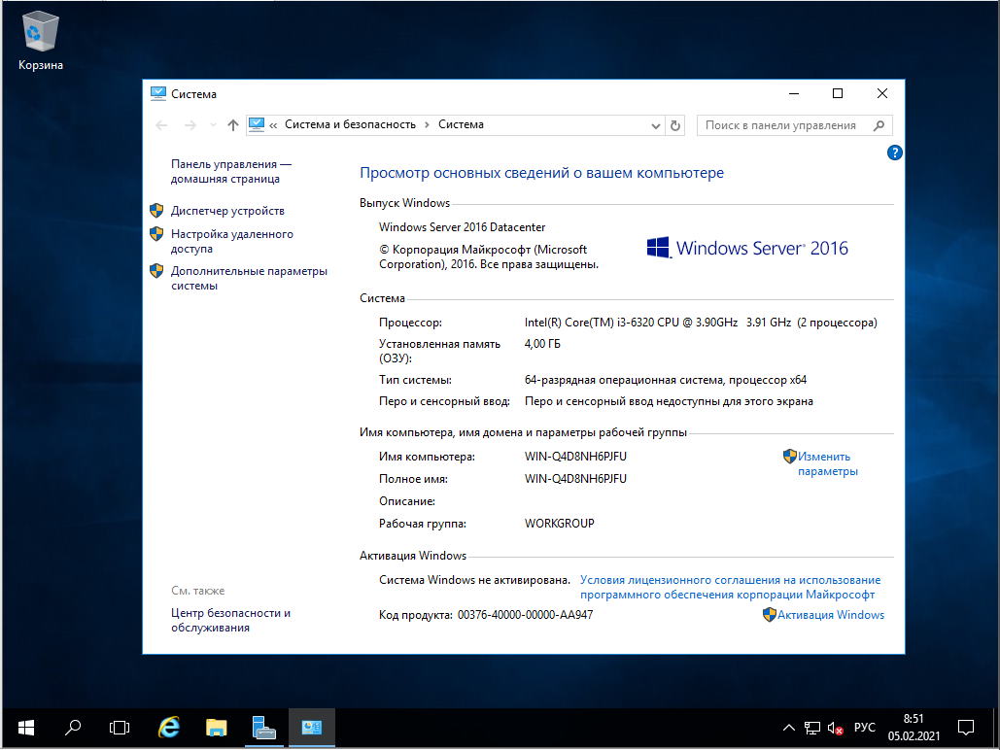 Корзина
Система
« Система и безопасность › Система
Поиск в панели управления
?
Панель управления —
домашняя страница
Диспетчер устройств
Настройка удаленного
доступа
Дополнительные параметры
системы
Просмотр основных сведений о вашем компьютере
Выпуск Windows
Windows Server 2016 Datacenter
© Корпорация Майкрософт (Microsoft
Corporation), 2016. Все права защищены.
Windows Server® 2016
Система
Процессор: Intel(R) Core(TM) i3-6320 CPU @ 3.90GHz 3.91 GHz (2 процессора)
Установленная память 4,00 ГБ
(ОЗУ):
Тип системы: 64-разрядная операционная система, процессор x64
Перо и сенсорный ввод: Перо и сенсорный ввод недоступны для этого экрана
Имя компьютера, имя домена и параметры рабочей группы
Имя компьютера: WIN-Q4D8NH6PJFU Изменить
параметры
Полное имя: WIN-Q4D8NH6PJFU
Описание:
Рабочая группа: WORKGROUP
Активация Windows
Система Windows не активирована. Условия лицензионного соглашения на использование
программного обеспечения корпорации Майкрософт
Код продукта: 00376-40000-00000-AA947 Активация Windows
См. также
Центр безопасности и
обслуживания
РУС
8:51
05.02.2021